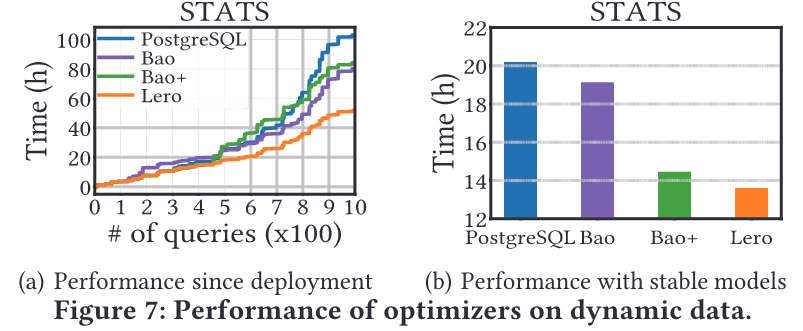 STATS
100
80
60
40
20
0
Time (h)
PostgreSQL
Bao
Bao+
Lero
0 1 2 3 4 5 6 7 8 9 10
# of queries (x100)
(a) Performance since deployment
STATS
22
20
18
16
14
12
Time (h)
PostgreSQL Bao Bao+ Lero
(b) Performance with stable models
Figure 7: Performance of optimizers on dynamic data.